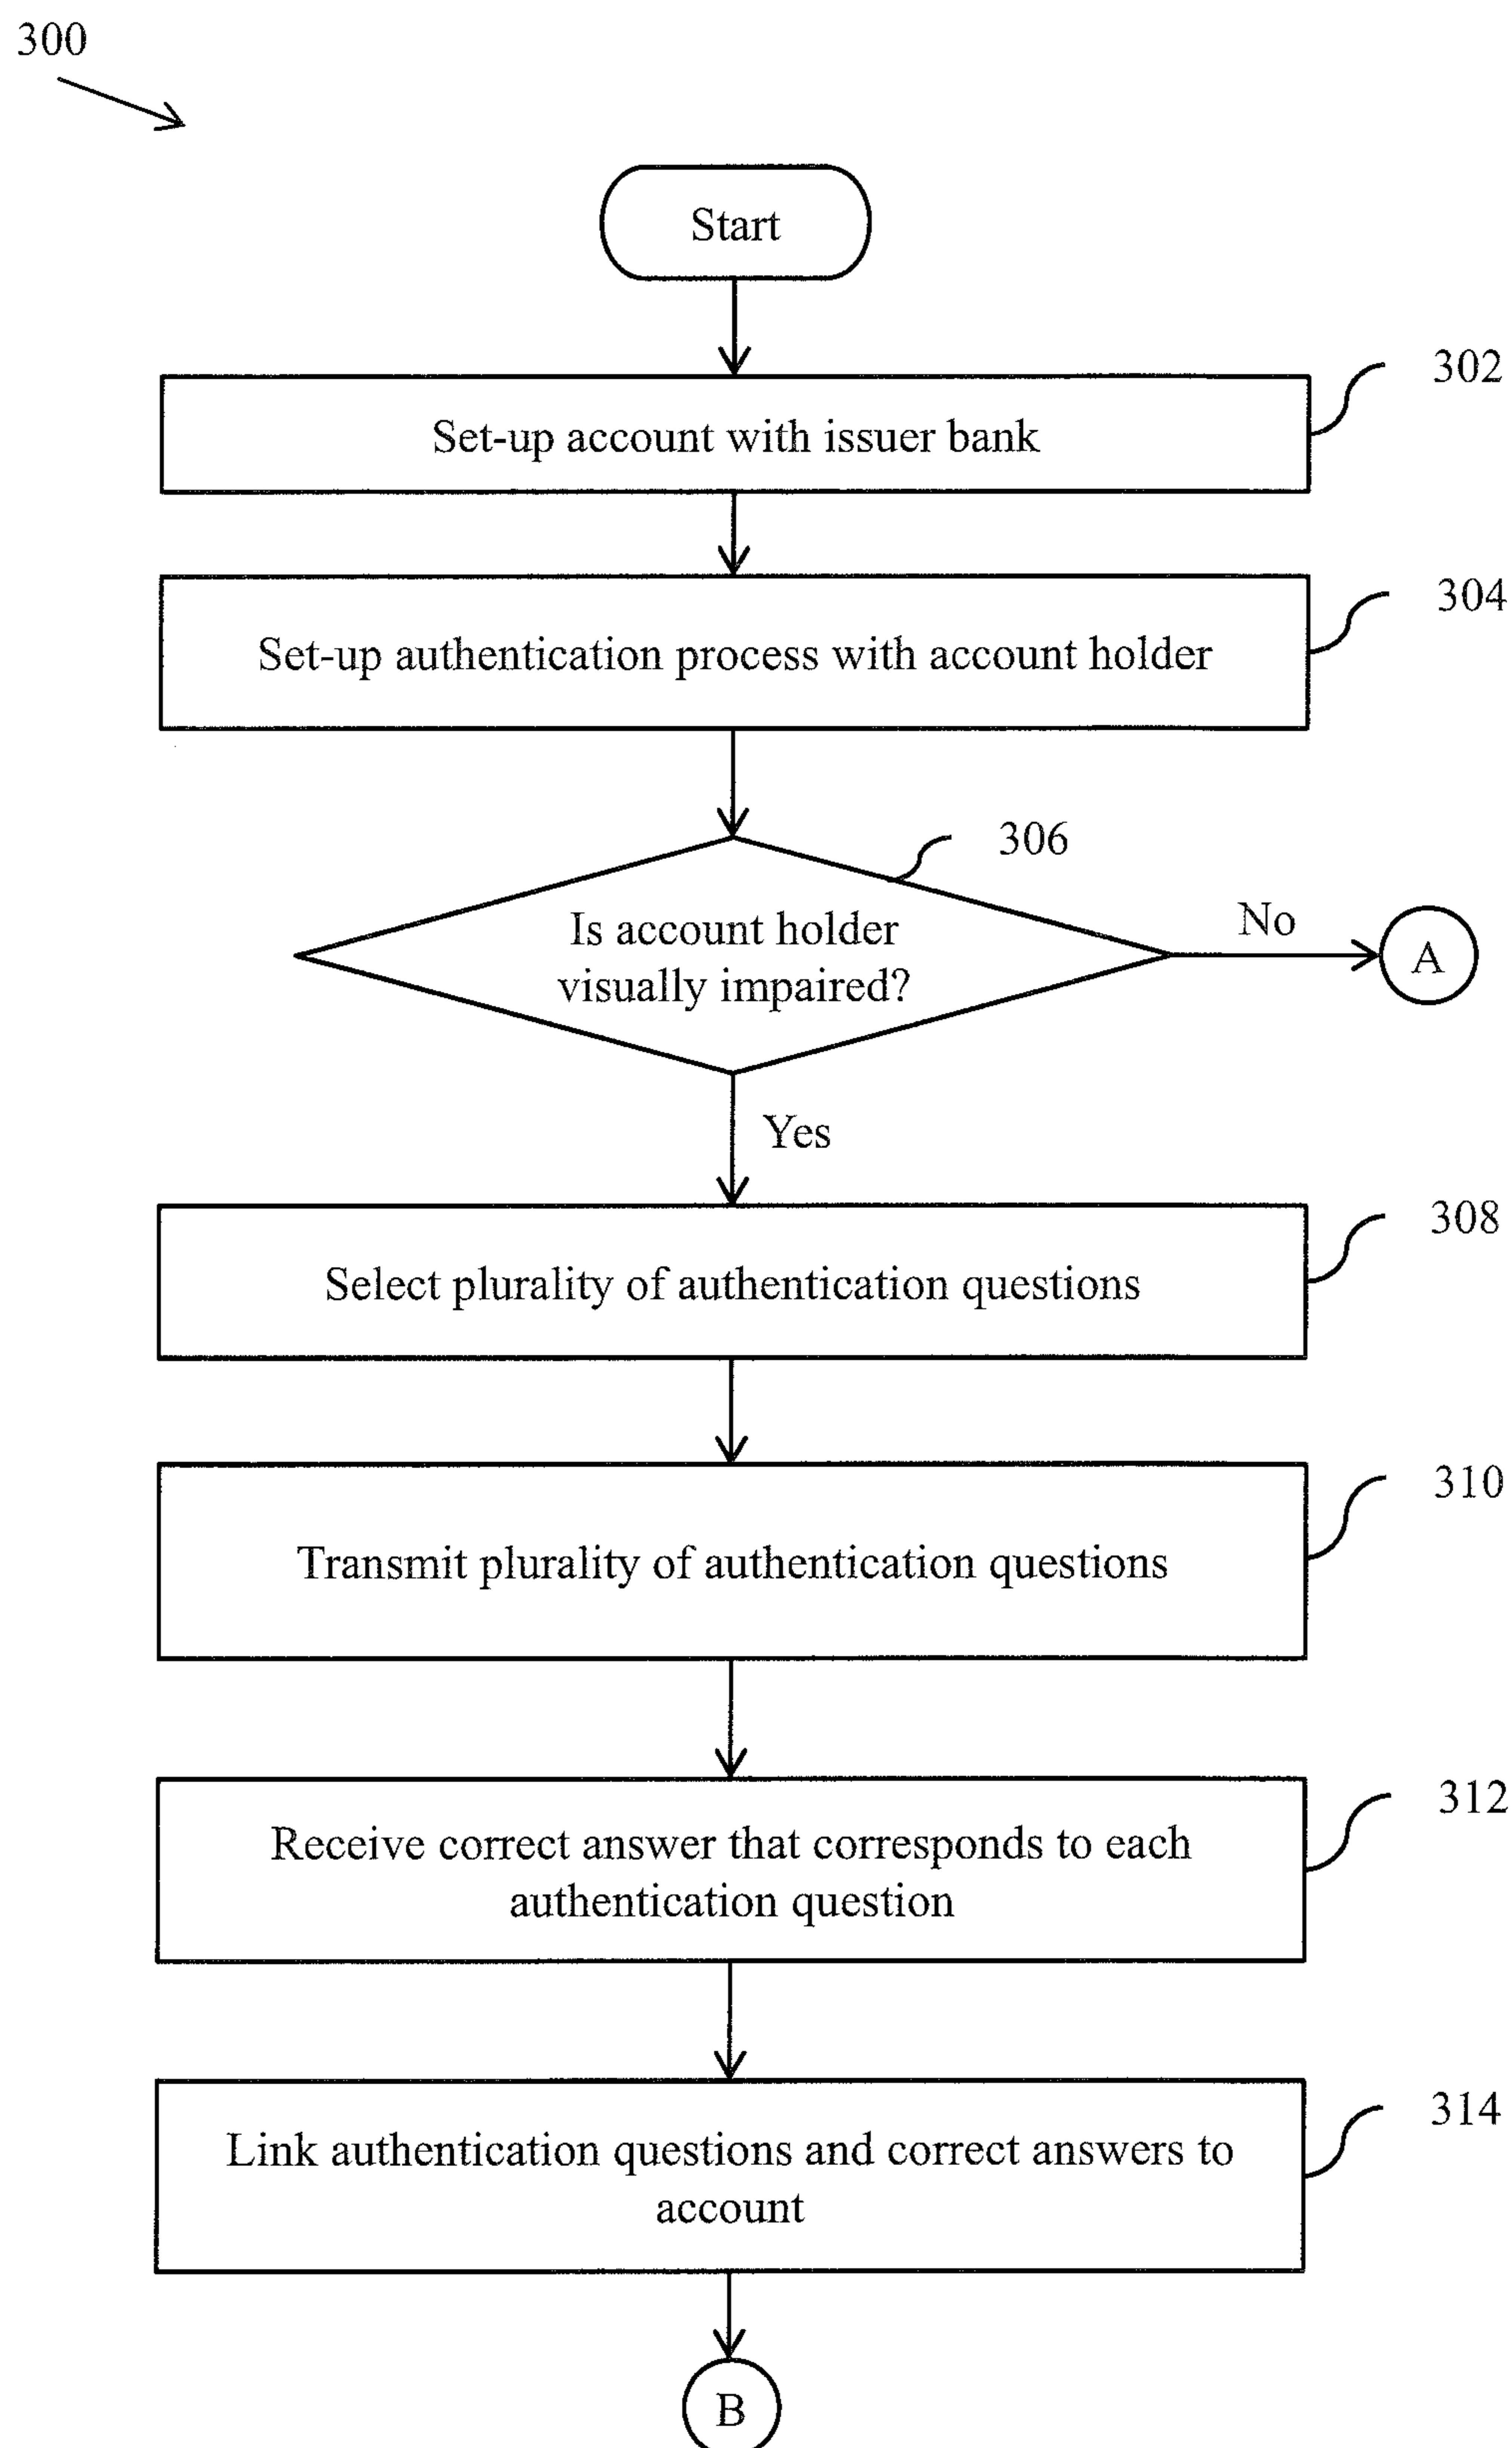 300
Start
302
Set-up account with issuer bank
304
Set-up authentication process with account holder
306
Is account holder
visually impaired?
No
A
Yes
308
Select plurality of authentication questions
310
Transmit plurality of authentication questions
312
Receive correct answer that corresponds to each
authentication question
314
Link authentication questions and correct answers to
account
B